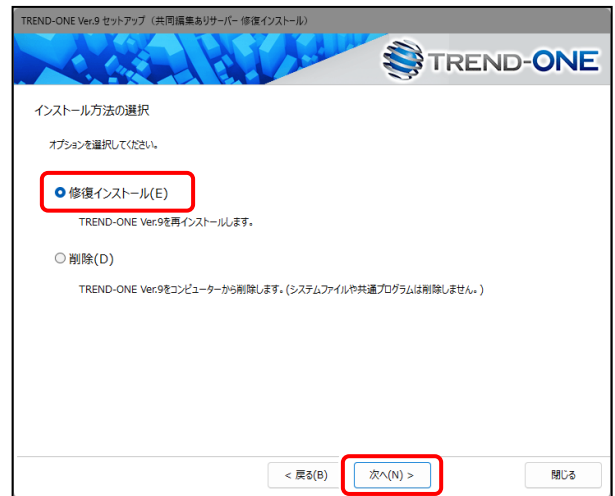 TREND-ONE Ver.9 セットアップ（共同編集ありサーバー 修復インストール）
TREND-ONE
インストール方法の選択
オプションを選択してください。
修復インストール(E)
TREND-ONE Ver.9を再インストールします。
削除(D)
TREND-ONE Ver.9をコンピューターから削除します。(システムファイルや共通プログラムは削除しません。)
< 戻る(B) 次へ(N) > 閉じる